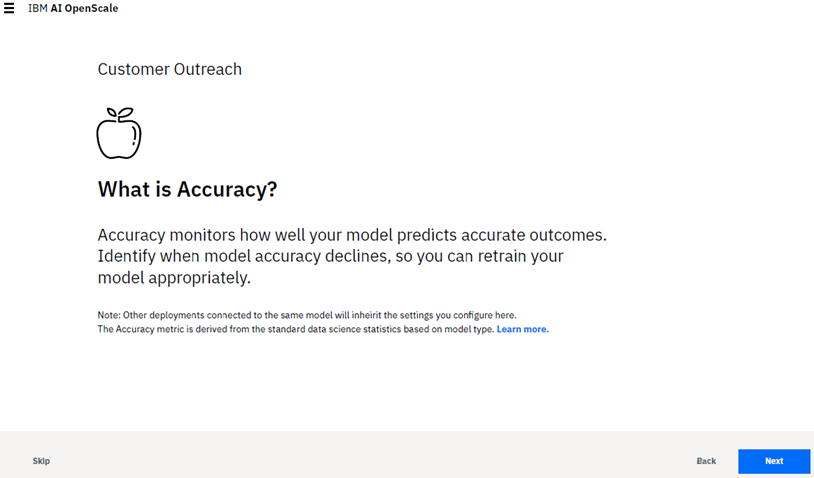 IBM AI OpenScale
Customer Outreach
What is Accuracy?
Accuracy monitors how well your model predicts accurate outcomes.
Identify when model accuracy declines, so you can retrain your
model appropriately.
Note: Other deployments connected to the same model will inheirit the settings you configure here.
The Accuracy metric is derived from the standard data science statistics based on model type. Learn more.
Skip
Back
Next